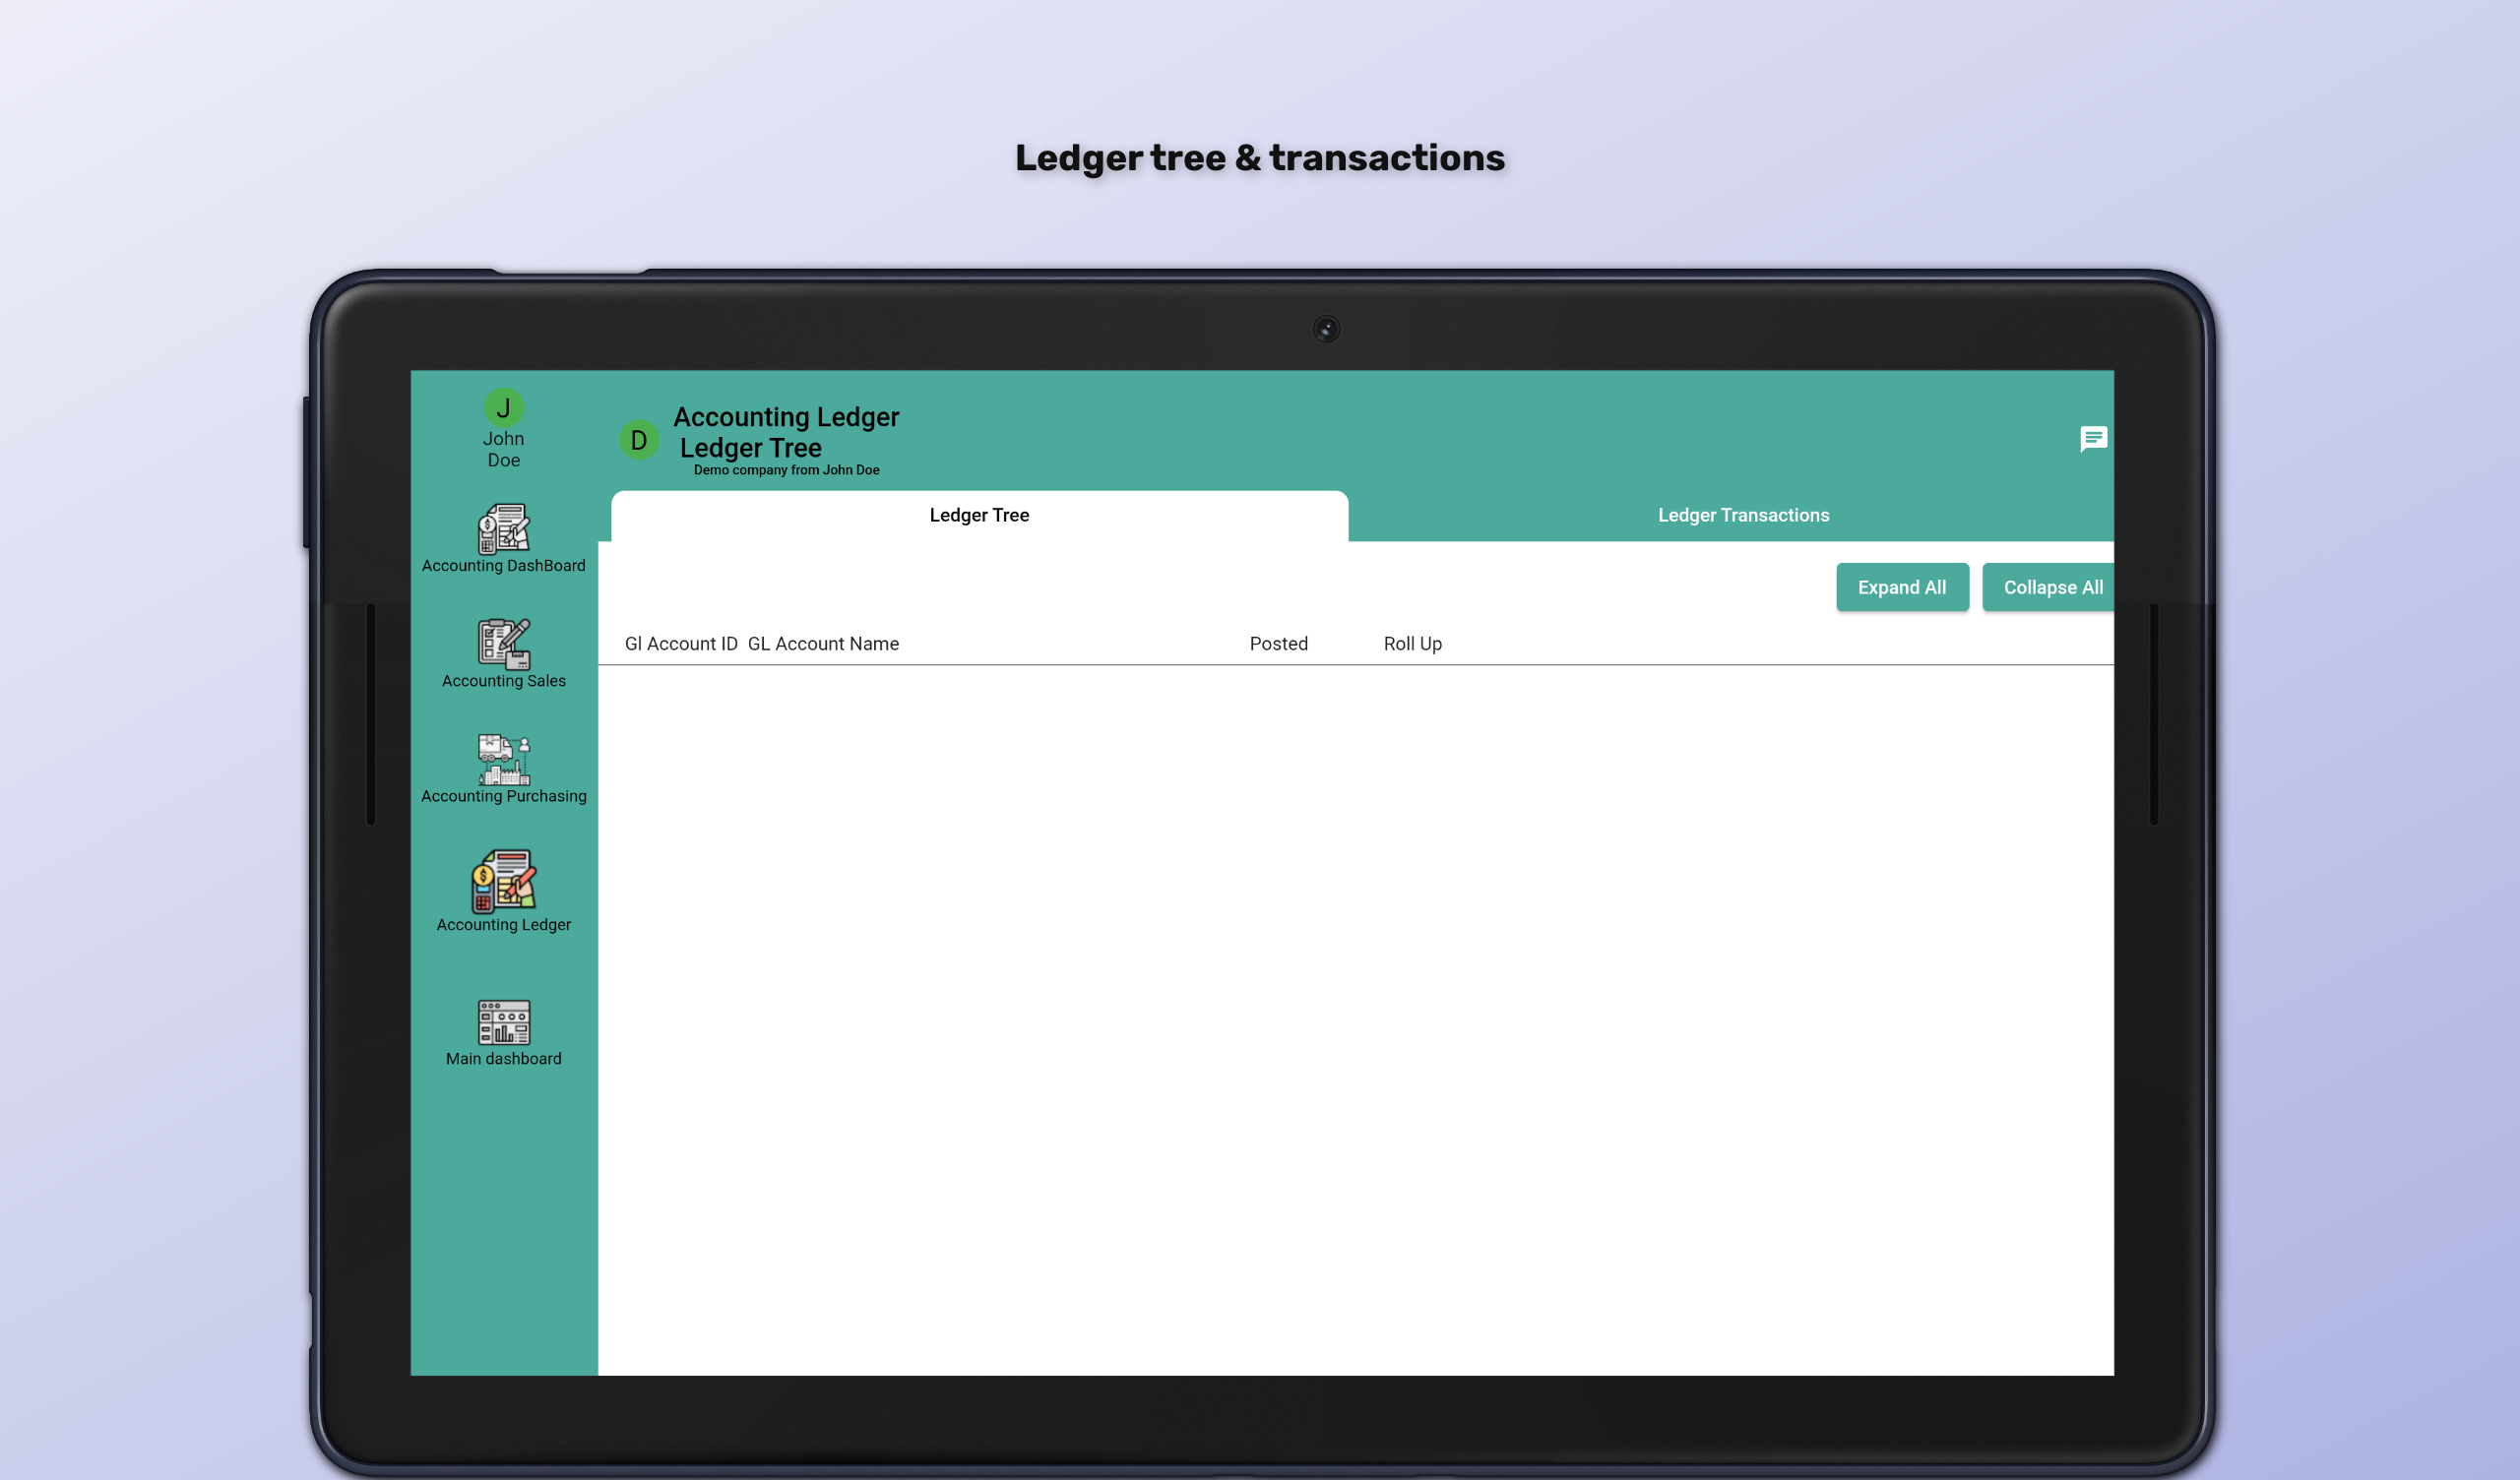 Ledger tree & transactions
J
John
Doe
Accounting DashBoard
Accounting Sales
Accounting Purchasing
Accounting Ledger
Main dashboard
D
Accounting Ledger
Ledger Tree
Demo company from John Doe
Ledger Tree
Ledger Transactions
Expand All
Collapse All
Gl Account ID GL Account Name Posted Roll Up